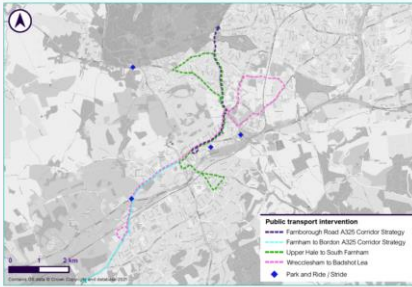 Public transport intervention
Farnborough Road A325 Corridor Strategy
Farnham to Bordon A325 Corridor Strategy
Upper Hale to South Farnham
Wrecclesham to Badshot Lea
Park and Ride / Stride
0 1 2 km